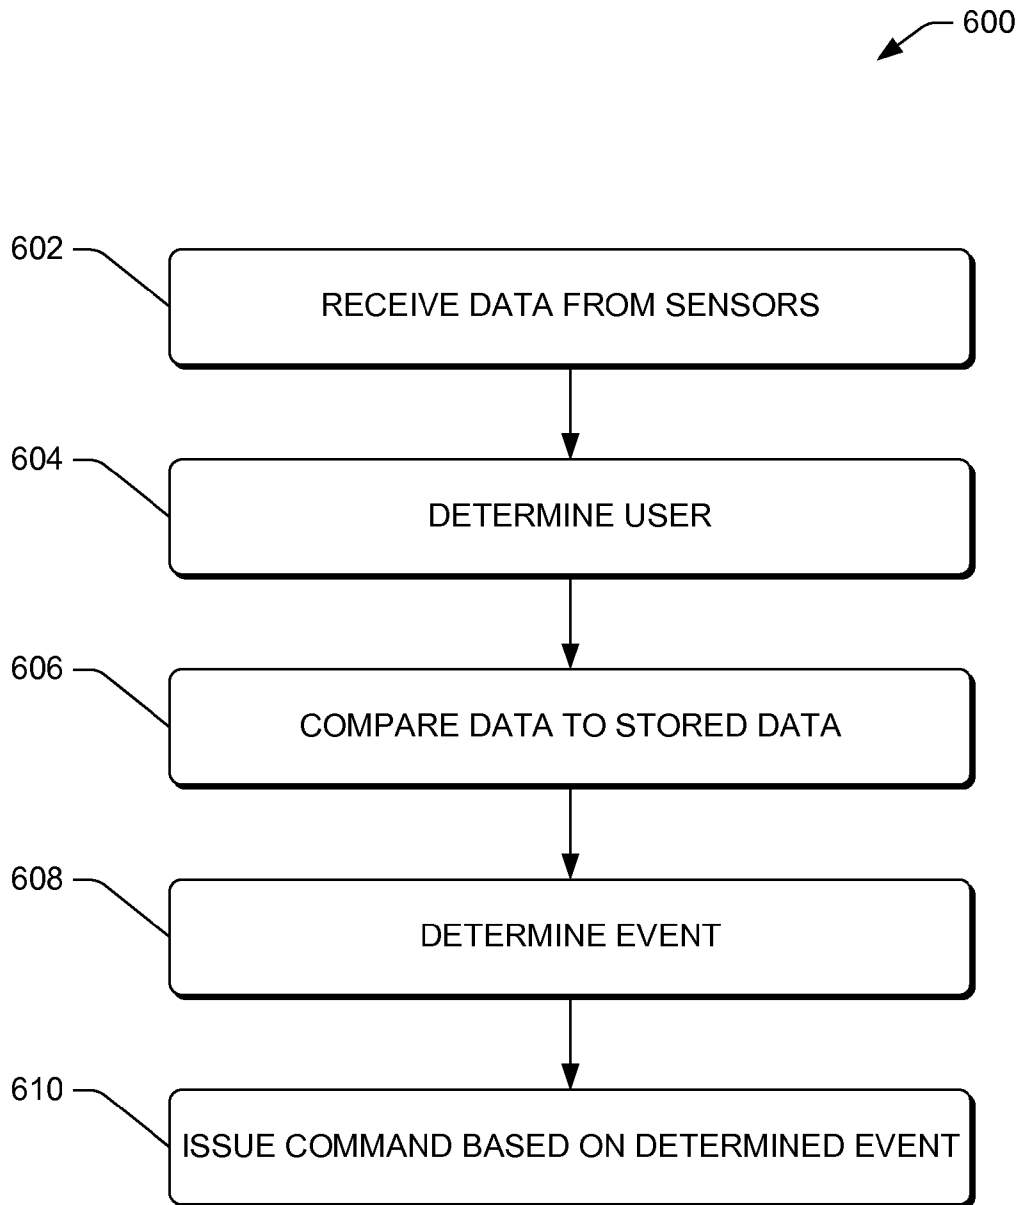 600
602
RECEIVE DATA FROM SENSORS
604
DETERMINE USER
606
COMPARE DATA TO STORED DATA
608
DETERMINE EVENT
610
ISSUE COMMAND BASED ON DETERMINED EVENT